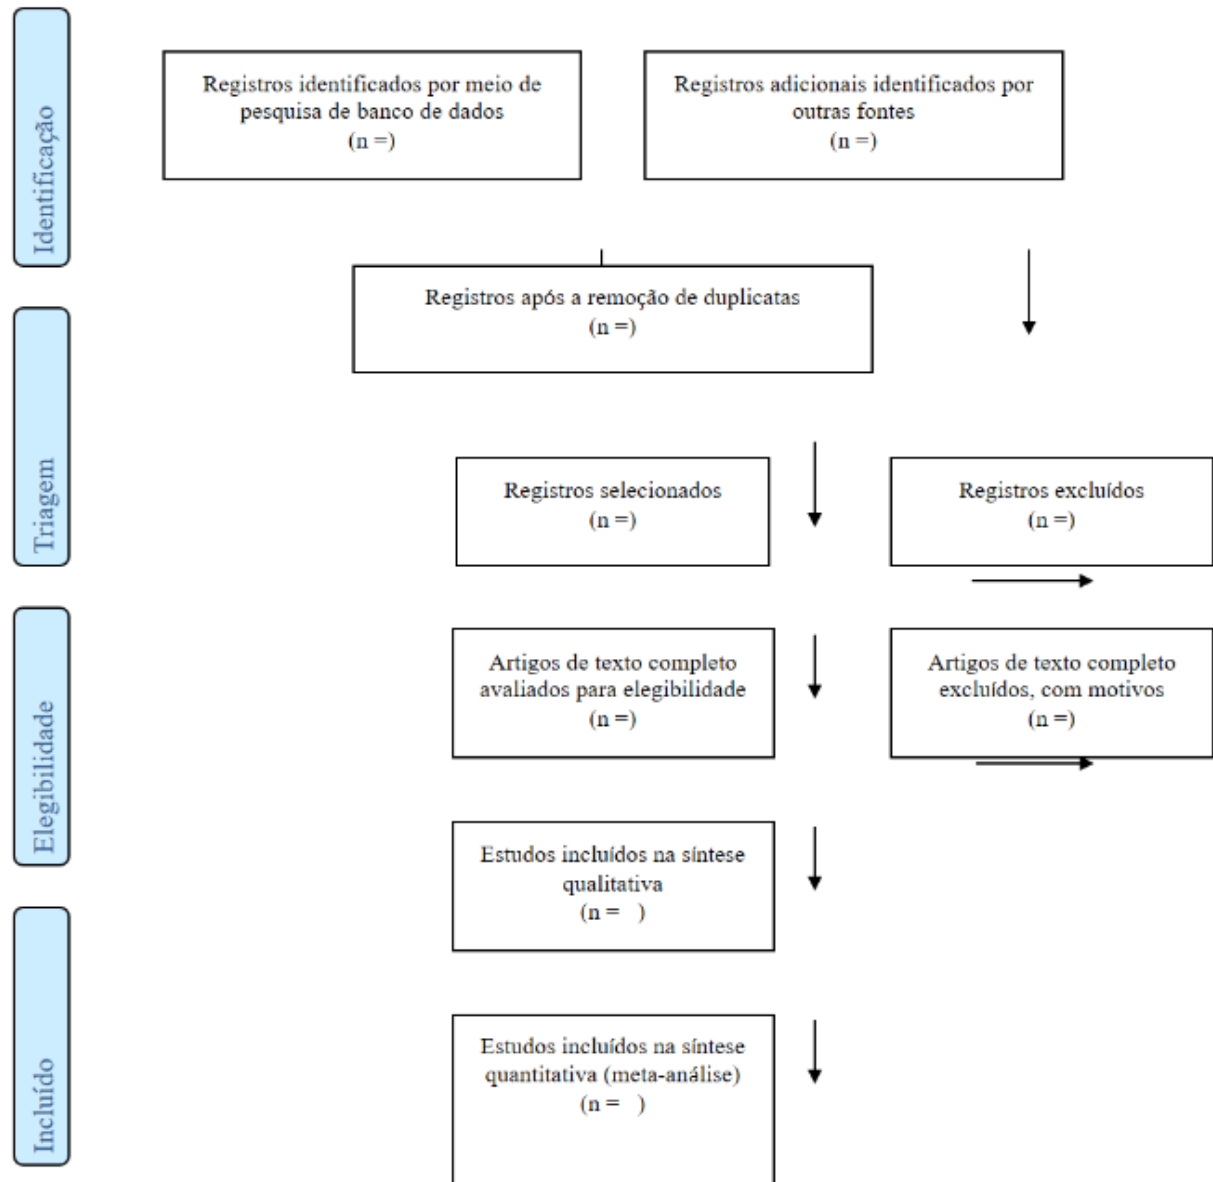 Identificação
Registros identificados por meio de
pesquisa de banco de dados
(n =)
Registros adicionais identificados por
outras fontes
(n =)
Registros após a remoção de duplicatas
(n =)
Triagem
Registros selecionados
(n =)
Registros excluídos
(n =)
Elegibilidade
Artigos de texto completo
avaliados para elegibilidade
(n =)
Artigos de texto completo
excluídos, com motivos
(n =)
Estudos incluídos na síntese
qualitativa
(n =   )
Incluído
Estudos incluídos na síntese
quantitativa (meta-análise)
(n =   )